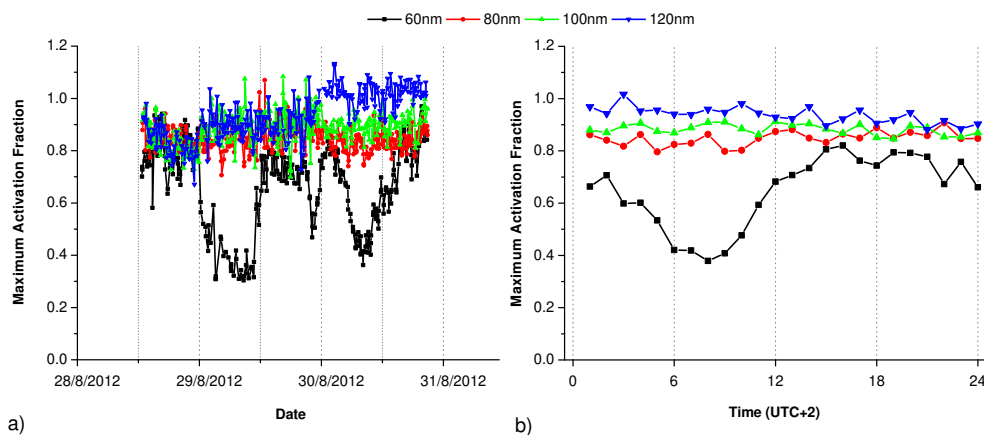 60nm 80nm 100nm 120nm
1.2
1.0
0.8
0.6
0.4
0.2
0.0
Maximum Activation Fraction
28/8/2012 29/8/2012 30/8/2012 31/8/2012
Date
a)
1.2
1.0
0.8
0.6
0.4
0.2
0.0
Maximum Activation Fraction
0 6 12 18 24
Time (UTC+2)
b)